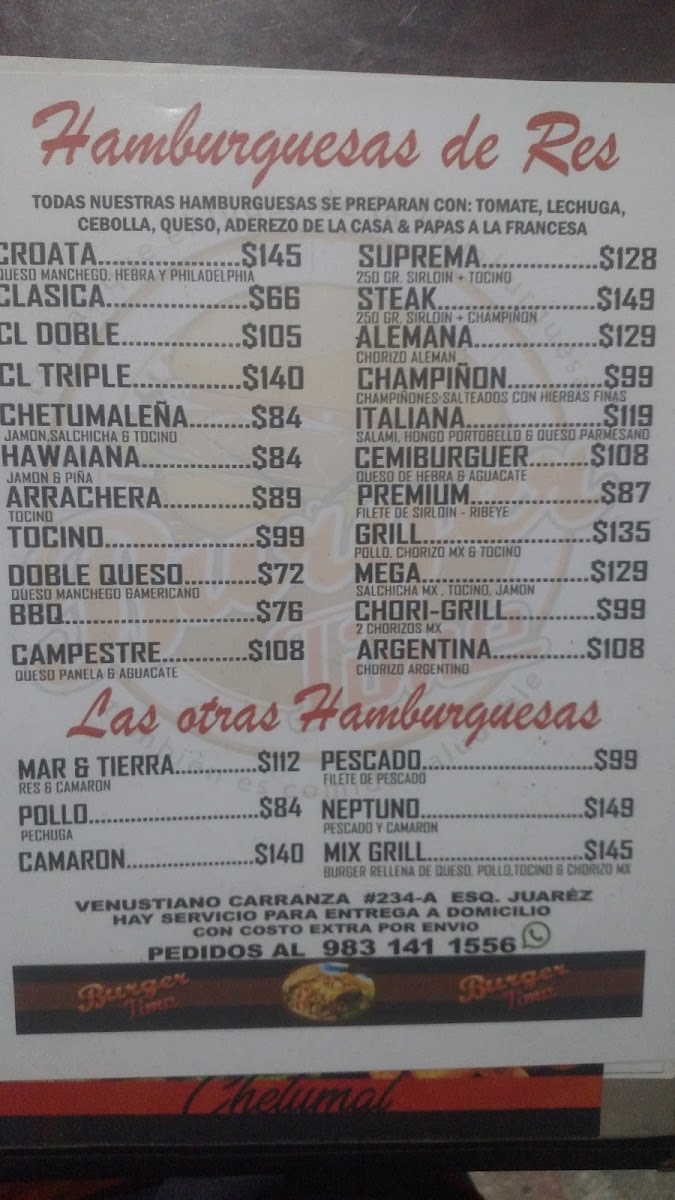 Hamburguesas de Res
TODAS NUESTRAS HAMBURGUESAS SE PREPARAN CON: TOMATE, LECHUGA,
CEBOLLA, QUESO, ADEREZO DE LA CASA & PAPAS A LA FRANCESA
CROATA.....................$145
QUESO MANCHEGO, HEBRA Y PHILADELPHIA
CLASICA.....................$66
CL DOBLE..................$105
CL TRIPLE................$140
CHETUMALEÑA.........$84
JAMON,SALCHICHA & TOCINO
HAWAIANA................$84
JAMON & PIÑA
ARRACHERA.............$89
TOCINO
TOCINO......................$99
DOBLE QUESO..........$72
QUESO MANCHEGO &AMERICANO
BBQ............................$76
CAMPESTRE.............$108
QUESO PANELA & AGUACATE
SUPREMA.................$128
250 GR. SIRLOIN + TOCINO
STEAK.......................$149
250 GR. SIRLOIN + CHAMPIÑON
ALEMANA..................$129
CHORIZO ALEMAN
CHAMPIÑON..............$99
CHAMPIÑONES SALTEADOS CON HIERBAS FINAS
ITALIANA....................$119
SALAMI, HONGO PORTOBELLO & QUESO PARMESANO
CEMIBURGUER.........$108
QUESO DE HEBRA & AGUACATE
PREMIUM...................$87
FILETE DE SIRLOIN - RIBEYE
GRILL.........................$135
POLLO, CHORIZO MX & TOCINO
MEGA.........................$129
SALCHICHA MX , TOCINO, JAMON
CHORI-GRILL.............$99
2 CHORIZOS MX
ARGENTINA..............$108
CHORIZO ARGENTINO
Las otras Hamburguesas
MAR & TIERRA............$112
RES & CAMARON
POLLO.........................$84
PECHUGA
CAMARON...................$140
PESCADO.........................$99
FILETE DE PESCADO
NEPTUNO........................$149
PESCADO Y CAMARON
MIX GRILL.......................$145
BURGER RELLENA DE QUESO, POLLO,TOCINO & CHORIZO MX
VENUSTIANO CARRANZA #234-A ESQ. JUARÉZ
HAY SERVICIO PARA ENTREGA A DOMICILIO
CON COSTO EXTRA POR ENVIO
PEDIDOS AL 983 141 1556
Burger Time
Burger Time
Chetumal